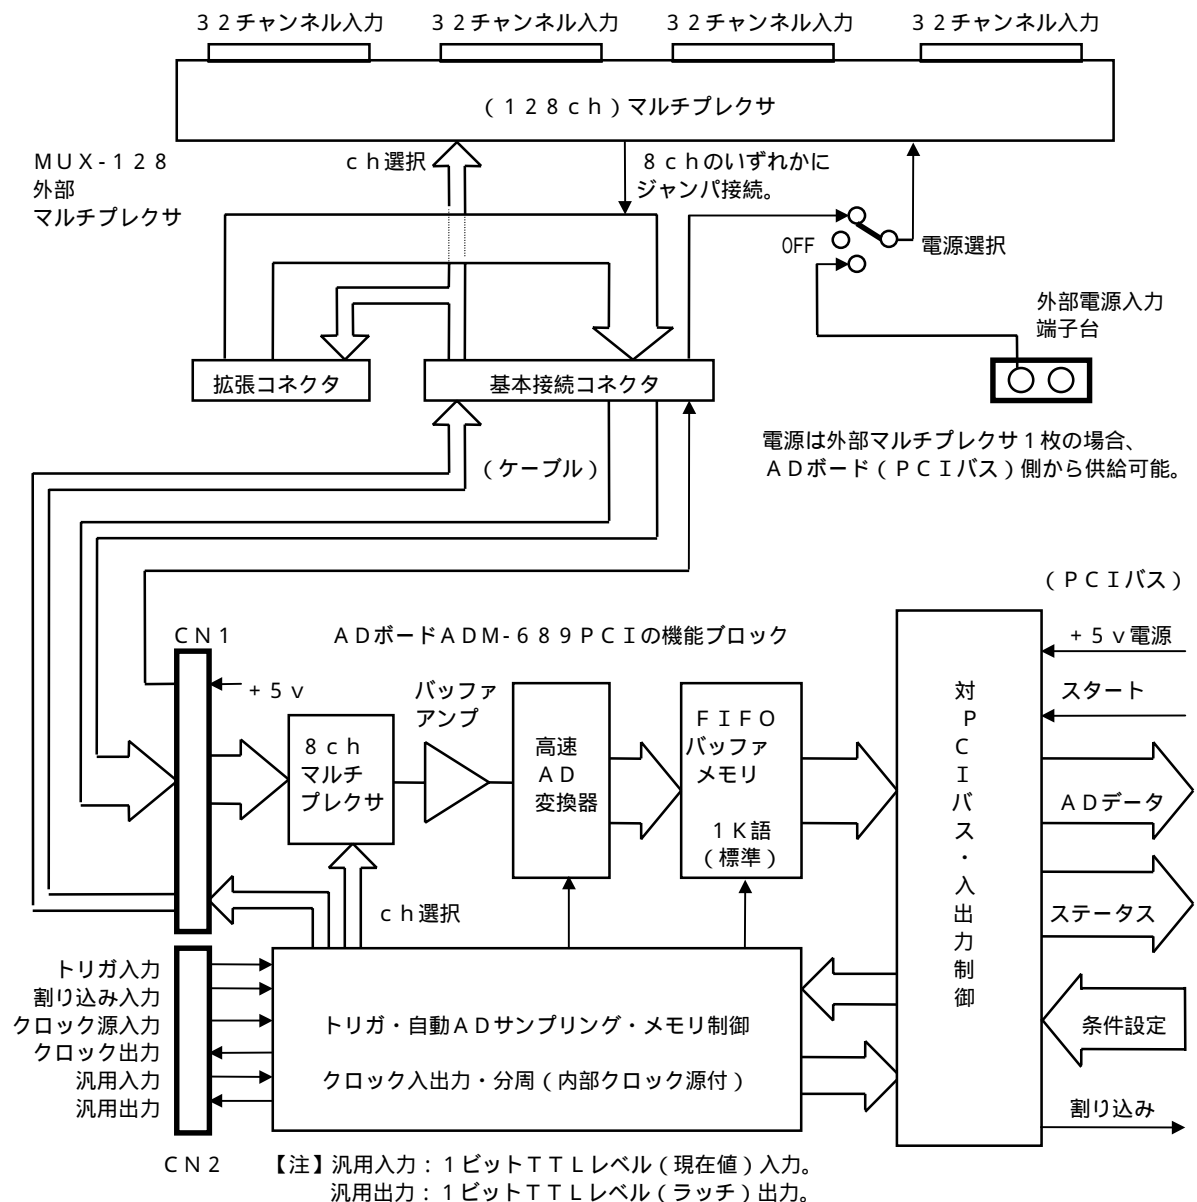 ３２チャンネル入力
３２チャンネル入力
３２チャンネル入力
３２チャンネル入力
（１２８ｃｈ）マルチプレクサ
ＭＵＸ-１２８
外部
マルチプレクサ
ｃｈ選択
８ｃｈのいずれかに
ジャンパ接続。
OFF
電源選択
外部電源入力
端子台
拡張コネクタ
基本接続コネクタ
電源は外部マルチプレクサ１枚の場合、
ＡＤボード（ＰＣＩバス）側から供給可能。
（ケーブル）
（ＰＣＩバス）
ＣＮ１
ＡＤボードＡＤＭ-６８９ＰＣＩの機能ブロック
＋５ｖ
８ｃｈ
マルチ
プレクサ
バッファ
アンプ
高速
ＡＤ
変換器
ＦＩＦＯ
バッファ
メモリ
１Ｋ語
（標準）
対ＰＣＩバス・入出力制御
＋５ｖ電源
スタート
ＡＤデータ
ステータス
条件設定
割り込み
ｃｈ選択
トリガ入力
割り込み入力
クロック源入力
クロック出力
汎用入力
汎用出力
トリガ・自動ＡＤサンプリング・メモリ制御
クロック入出力・分周（内部クロック源付）
ＣＮ２
【注】汎用入力：１ビットＴＴＬレベル（現在値）入力。
汎用出力：１ビットＴＴＬレベル（ラッチ）出力。